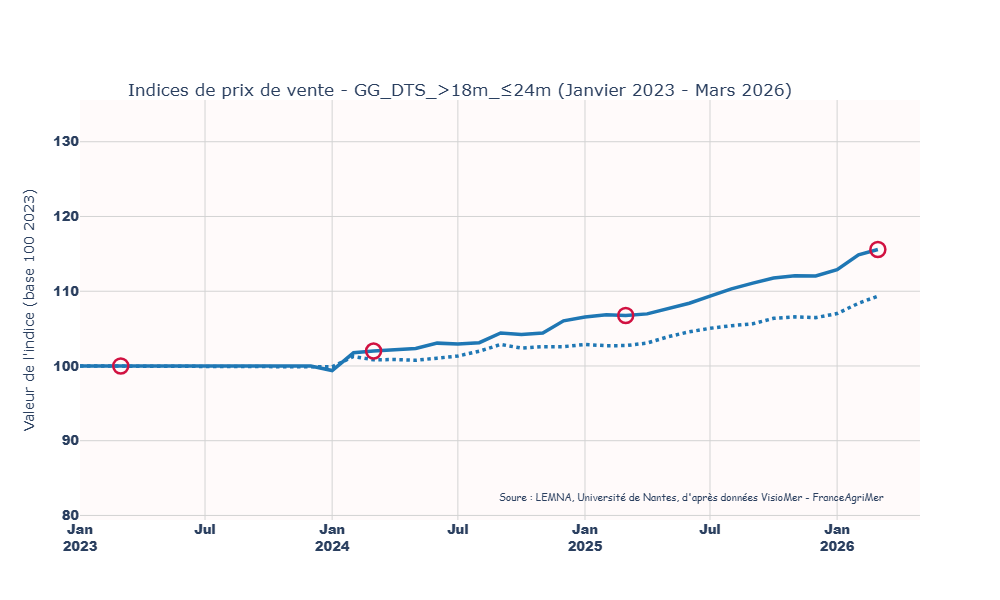 Indices de prix de vente - GG_DTS_>18m_≤24m (Janvier 2023 - Mars 2026)
Valeur de l'indice (base 100 2023)
130
120
110
100
90
80
Soure : LEMNA, Université de Nantes, d'après données VisioMer - FranceAgriMer
Jan Jul Jan Jul Jan Jul Jan
2023 2024 2025 2026